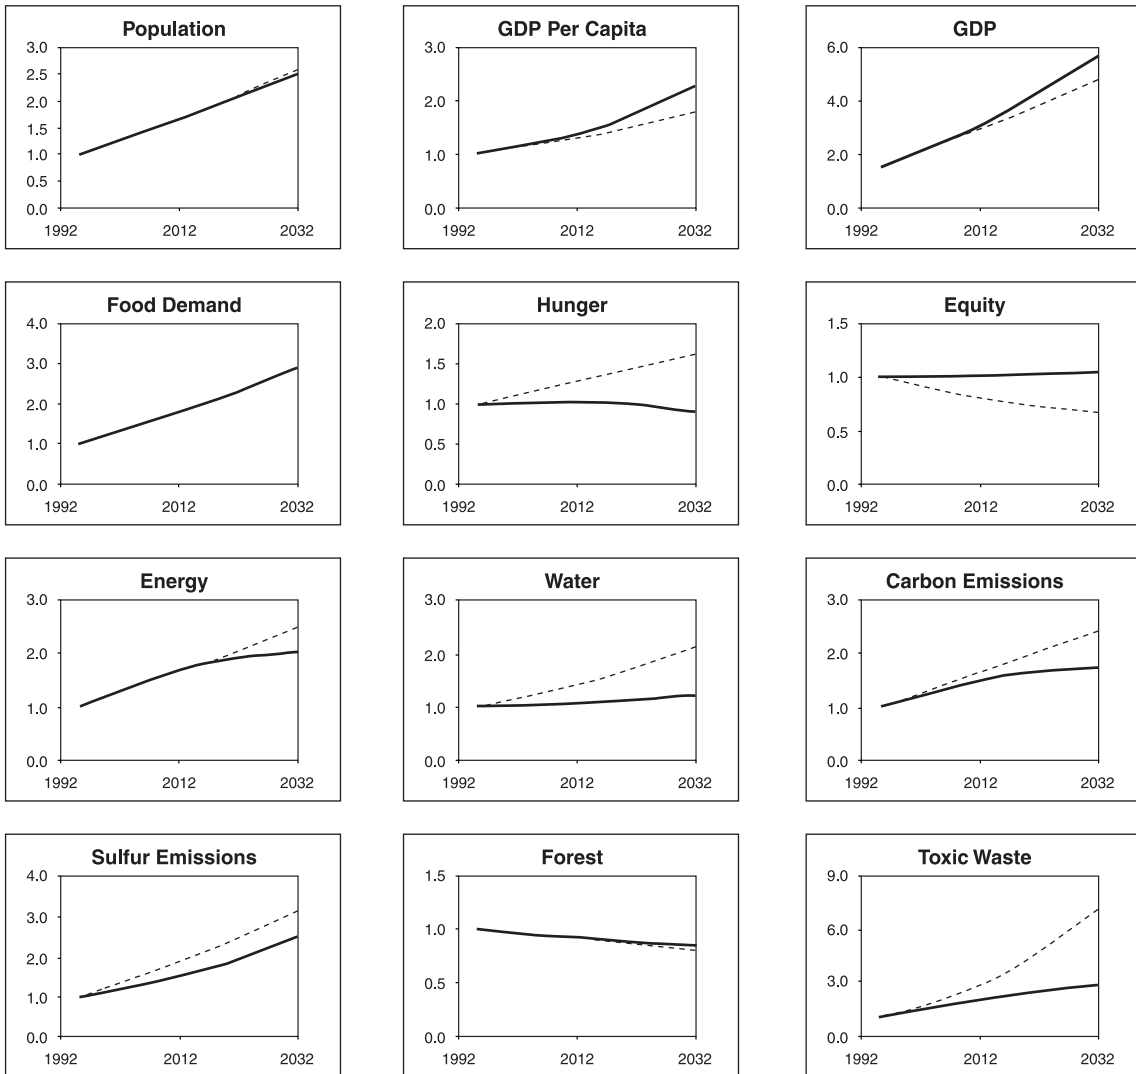 Population
3.0
2.5
2.0
1.5
1.0
0.5
0.0
1992 2012 2032
GDP Per Capita
3.0
2.0
1.0
0.0
1992 2012 2032
GDP
6.0
4.0
2.0
0.0
1992 2012 2032
Food Demand
4.0
3.0
2.0
1.0
0.0
1992 2012 2032
Hunger
2.0
1.5
1.0
0.5
0.0
1992 2012 2032
Equity
1.5
1.0
0.5
0.0
1992 2012 2032
Energy
3.0
2.0
1.0
0.0
1992 2012 2032
Water
3.0
2.0
1.0
0.0
1992 2012 2032
Carbon Emissions
3.0
2.0
1.0
0.0
1992 2012 2032
Sulfur Emissions
4.0
3.0
2.0
1.0
0.0
1992 2012 2032
Forest
1.5
1.0
0.5
0.0
1992 2012 2032
Toxic Waste
9.0
6.0
3.0
0.0
1992 2012 2032